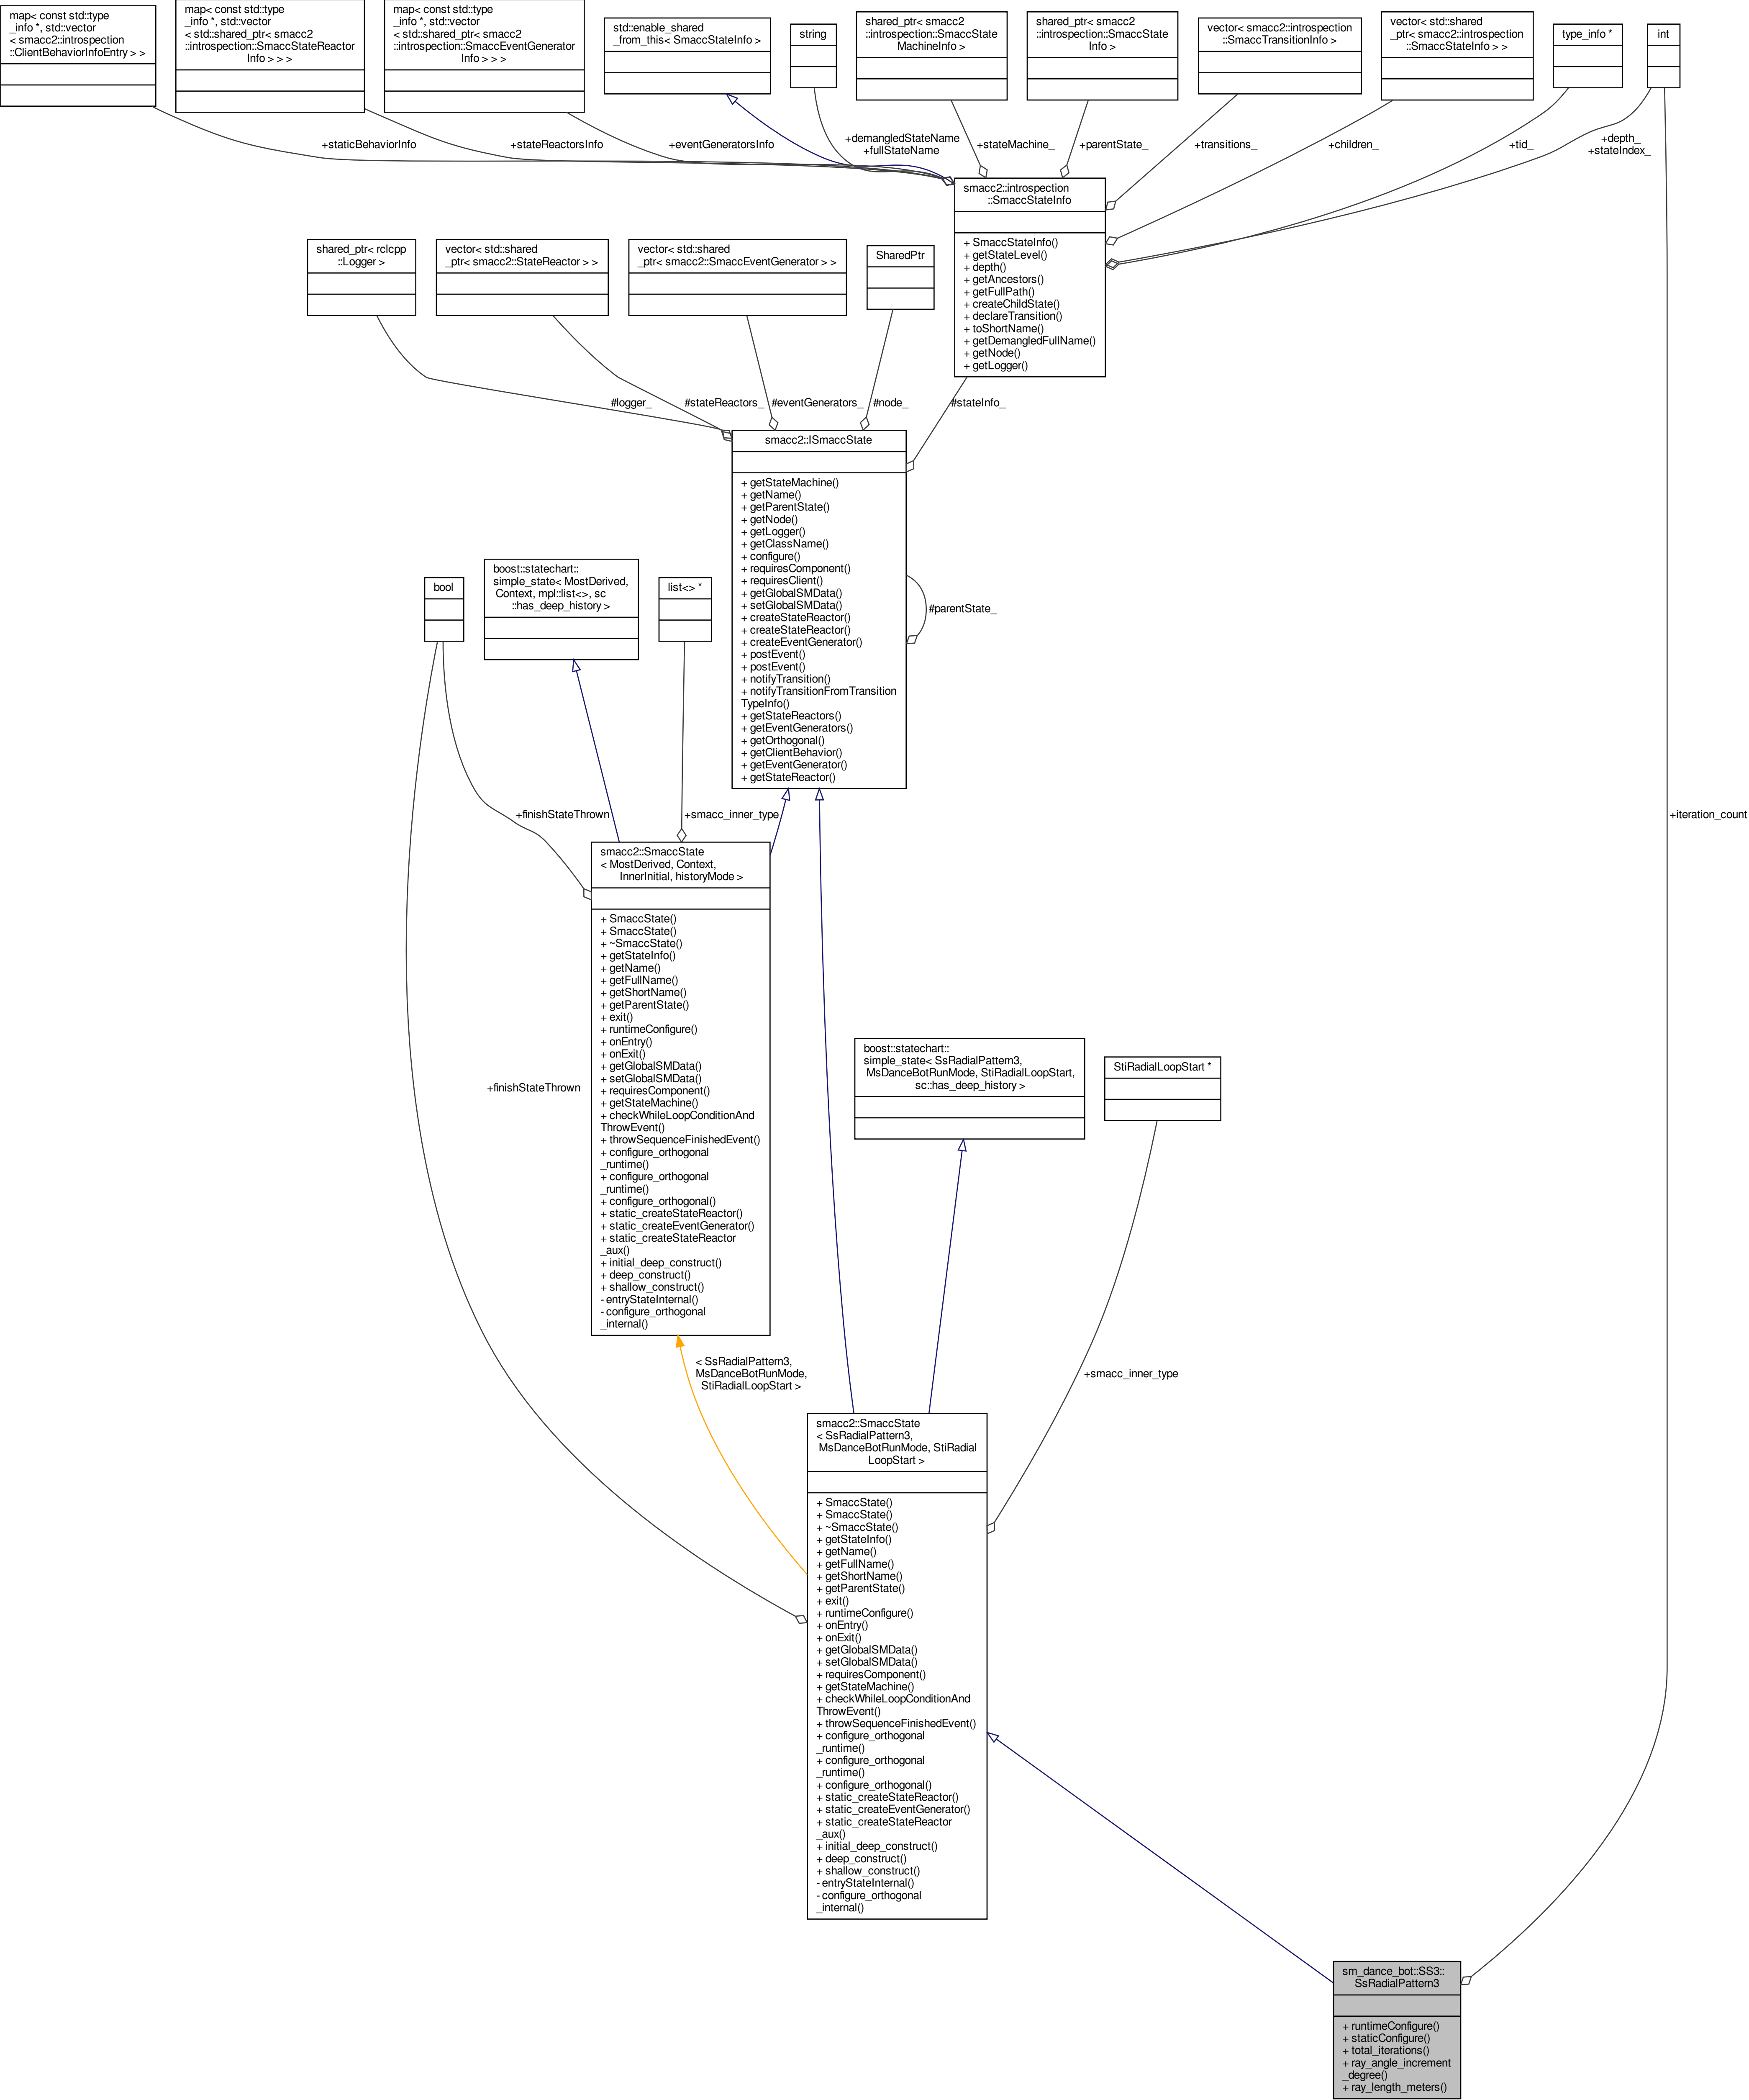 map< const std::type
_info *, std::vector
< smacc2::introspection
::ClientBehaviorInfoEntry > >
map< const std::type
_info *, std::vector
< std::shared_ptr< smacc2
::introspection::SmaccStateReactor
Info > > >
map< const std::type
_info *, std::vector
< std::shared_ptr< smacc2
::introspection::SmaccEventGenerator
Info > > >
std::enable_shared
_from_this< SmaccStateInfo >
string
shared_ptr< smacc2
::introspection::SmaccState
MachineInfo >
shared_ptr< smacc2
::introspection::SmaccState
Info >
vector< smacc2::introspection
::SmaccTransitionInfo >
vector< std::shared
_ptr< smacc2::introspection
::SmaccStateInfo > >
type_info *
int
+staticBehaviorInfo
+stateReactorsInfo
+eventGeneratorsInfo
+demangledStateName
+fullStateName
+stateMachine_
+parentState_
+transitions_
+children_
+tid_
+depth_
+stateIndex_
smacc2::introspection
::SmaccStateInfo
+ SmaccStateInfo()
+ getStateLevel()
+ depth()
+ getAncestors()
+ getFullPath()
+ createChildState()
+ declareTransition()
+ toShortName()
+ getDemangledFullName()
+ getNode()
+ getLogger()
shared_ptr< rclcpp
::Logger >
vector< std::shared
_ptr< smacc2::StateReactor > >
vector< std::shared
_ptr< smacc2::SmaccEventGenerator > >
SharedPtr
#logger_
#stateReactors_
#eventGenerators_
#node_
#stateInfo_
smacc2::ISmaccState
+ getStateMachine()
+ getName()
+ getParentState()
+ getNode()
+ getLogger()
+ getClassName()
+ configure()
+ requiresComponent()
+ requiresClient()
+ getGlobalSMData()
+ setGlobalSMData()
+ createStateReactor()
+ createStateReactor()
+ createEventGenerator()
+ postEvent()
+ postEvent()
+ notifyTransition()
+ notifyTransitionFromTransition
TypeInfo()
+ getStateReactors()
+ getEventGenerators()
+ getOrthogonal()
+ getClientBehavior()
+ getEventGenerator()
+ getStateReactor()
#parentState_
bool
boost::statechart::
simple_state< MostDerived,
Context, mpl::list<>, sc
::has_deep_history >
list<> *
+finishStateThrown
+smacc_inner_type
+iteration_count
smacc2::SmaccState
< MostDerived, Context,
InnerInitial, historyMode >
+ SmaccState()
+ SmaccState()
+ ~SmaccState()
+ getStateInfo()
+ getName()
+ getFullName()
+ getShortName()
+ getParentState()
+ exit()
+ runtimeConfigure()
+ onEntry()
+ onExit()
+ getGlobalSMData()
+ setGlobalSMData()
+ requiresComponent()
+ getStateMachine()
+ checkWhileLoopConditionAnd
ThrowEvent()
+ throwSequenceFinishedEvent()
+ configure_orthogonal
_runtime()
+ configure_orthogonal
_runtime()
+ configure_orthogonal()
+ static_createStateReactor()
+ static_createEventGenerator()
+ static_createStateReactor
_aux()
+ initial_deep_construct()
+ deep_construct()
+ shallow_construct()
- entryStateInternal()
- configure_orthogonal
_internal()
+finishStateThrown
boost::statechart::
simple_state< SsRadialPattern3,
MsDanceBotRunMode, StiRadialLoopStart,
sc::has_deep_history >
StiRadialLoopStart *
< SsRadialPattern3,
MsDanceBotRunMode,
StiRadialLoopStart >
+smacc_inner_type
smacc2::SmaccState
< SsRadialPattern3,
MsDanceBotRunMode, StiRadial
LoopStart >
+ SmaccState()
+ SmaccState()
+ ~SmaccState()
+ getStateInfo()
+ getName()
+ getFullName()
+ getShortName()
+ getParentState()
+ exit()
+ runtimeConfigure()
+ onEntry()
+ onExit()
+ getGlobalSMData()
+ setGlobalSMData()
+ requiresComponent()
+ getStateMachine()
+ checkWhileLoopConditionAnd
ThrowEvent()
+ throwSequenceFinishedEvent()
+ configure_orthogonal
_runtime()
+ configure_orthogonal
_runtime()
+ configure_orthogonal()
+ static_createStateReactor()
+ static_createEventGenerator()
+ static_createStateReactor
_aux()
+ initial_deep_construct()
+ deep_construct()
+ shallow_construct()
- entryStateInternal()
- configure_orthogonal
_internal()
sm_dance_bot::SS3::
SsRadialPattern3
+ runtimeConfigure()
+ staticConfigure()
+ total_iterations()
+ ray_angle_increment
_degree()
+ ray_length_meters()